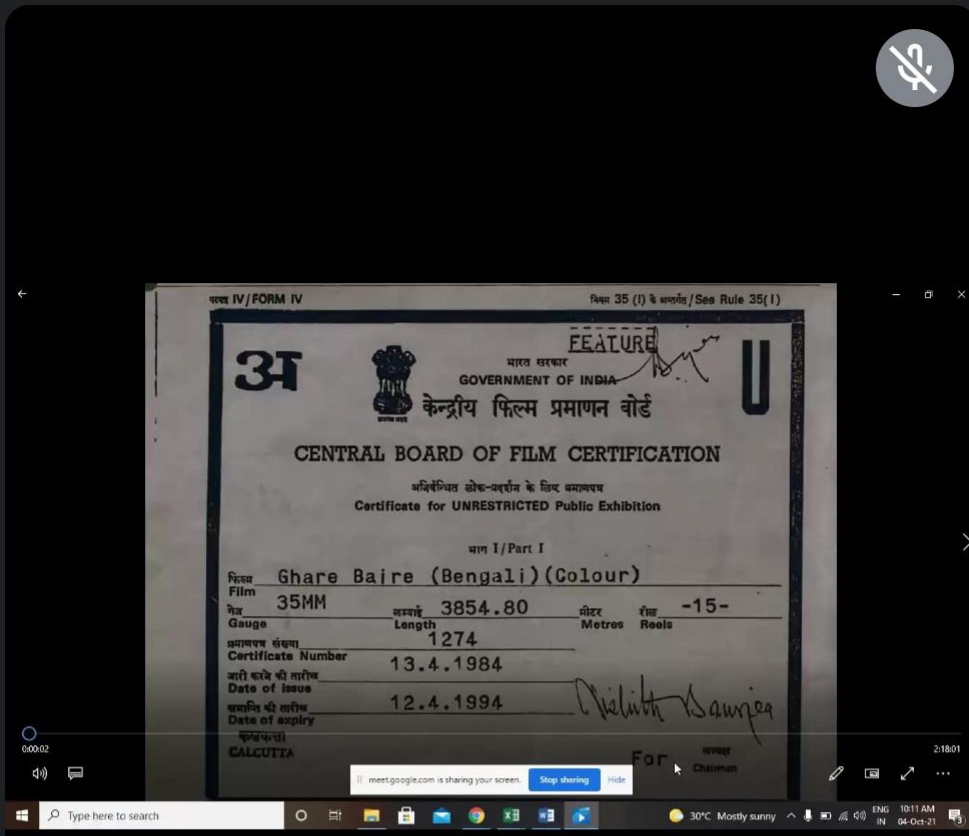 प्रपत्र IV/FORM IV
नियम 35 (I) के अन्तर्गत/See Rule 35(I)
FEATURE
अ
U
भारत सरकार
GOVERNMENT OF INDIA
केन्द्रीय फिल्म प्रमाणन बोर्ड
CENTRAL BOARD OF FILM CERTIFICATION
अनिर्बन्धित लोक-प्रदर्शन के लिए प्रमाणपत्र
Certificate for UNRESTRICTED Public Exhibition
भाग I/Part I
फिल्म Ghare Baire (Bengali)(Colour)
Film
गेज 35MM लम्बाई 3854.80 मीटर रील -15-
Gauge Length Metres Reels
प्रमाणपत्र संख्या 1274
Certificate Number
जारी करने की तारीख 13.4.1984
Date of issue
समाप्ति की तारीख 12.4.1994
Date of expiry
कलकत्ता
CALCUTTA
For अध्यक्ष
Chairman
0:00:02
2:18:01
meet.google.com is sharing your screen.
Stop sharing
Hide
Type here to search
30°C Mostly sunny
ENG
IN
10:11 AM
04-Oct-21
3